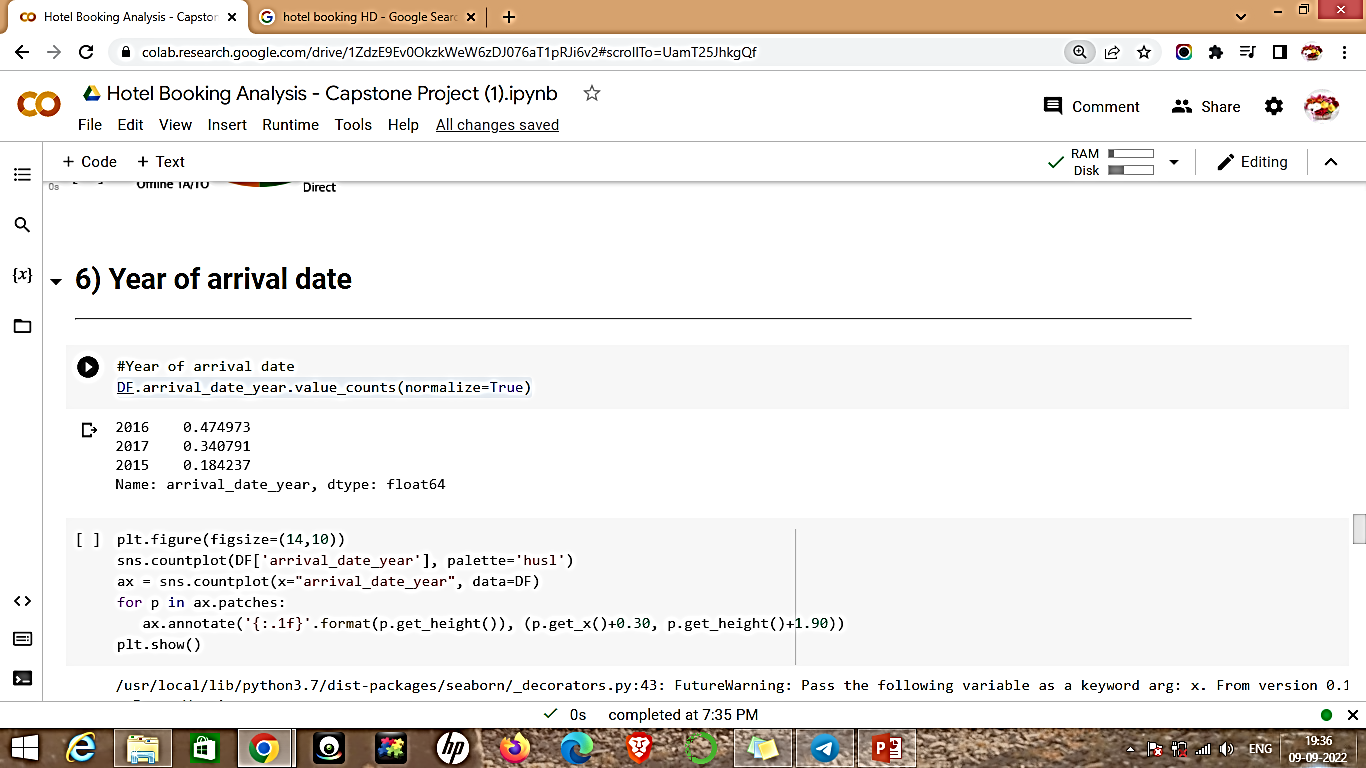 Hotel Booking Analysis - Capstor
hotel booking HD - Google Searc
colab.research.google.com/drive/1ZdzE9Ev0OkzkWeW6zDJ076aT1pRJi6v2#scrollTo=UamT25JhkgQf
Hotel Booking Analysis - Capstone Project (1).ipynb
Comment
Share
File Edit View Insert Runtime Tools Help All changes saved
+ Code + Text
RAM
Disk
Editing
0s
Offline TA/TO
Direct
{x}
6) Year of arrival date
#Year of arrival date
DF.arrival_date_year.value_counts(normalize=True)
2016 0.474973
2017 0.340791
2015 0.184237
Name: arrival_date_year, dtype: float64
[ ] plt.figure(figsize=(14,10))
sns.countplot(DF['arrival_date_year'], palette='husl')
ax = sns.countplot(x="arrival_date_year", data=DF)
for p in ax.patches:
ax.annotate('{:.1f}'.format(p.get_height()), (p.get_x()+0.30, p.get_height()+1.90))
plt.show()
/usr/local/lib/python3.7/dist-packages/seaborn/_decorators.py:43: FutureWarning: Pass the following variable as a keyword arg: x. From version 0.1
0s completed at 7:35 PM
hp
ENG
19:36
09-09-2022